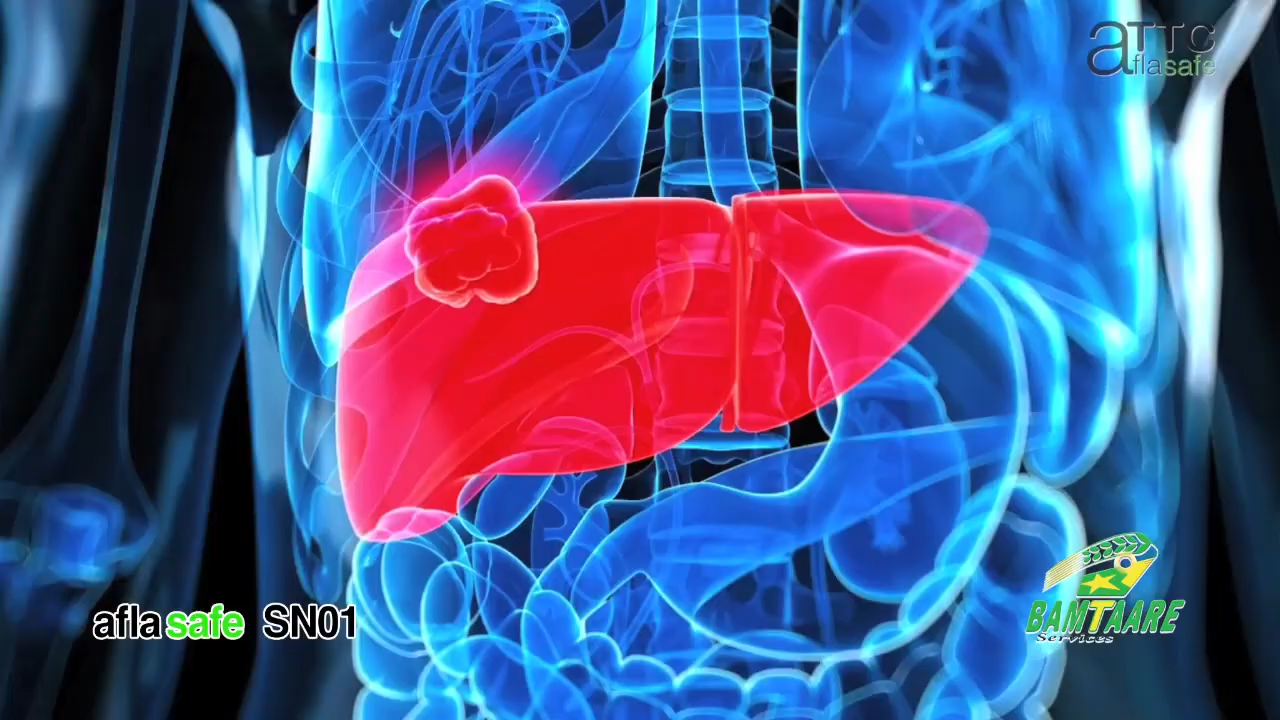 aTTC
aflasafe
aflasafe SN01
BAMTAARE
Services